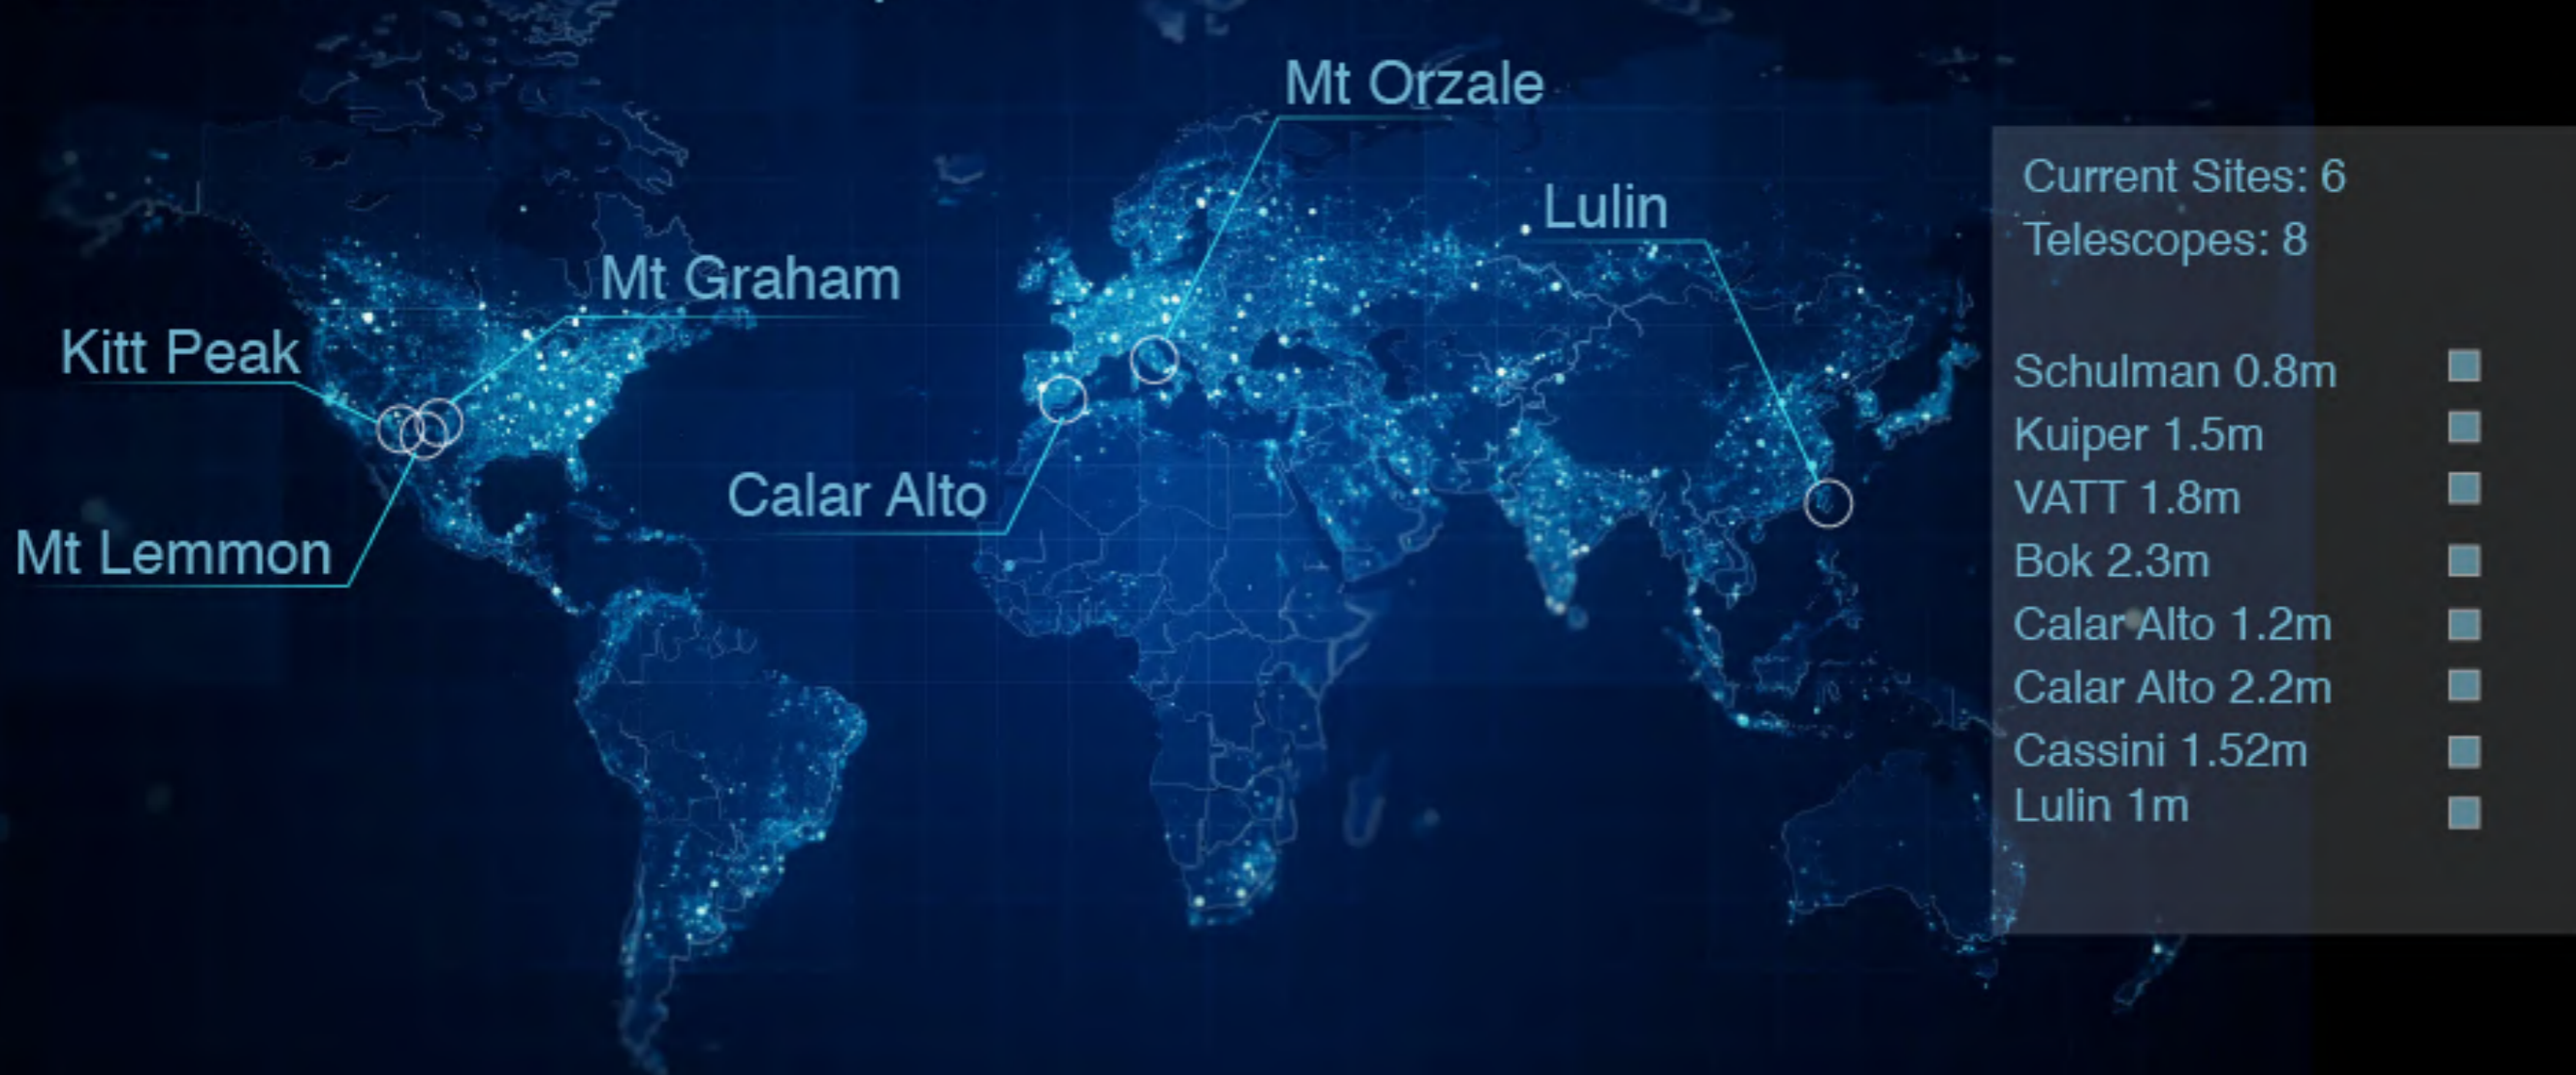 Mt Orzale
Lulin
Mt Graham
Kitt Peak
Calar Alto
Mt Lemmon
Current Sites: 6
Telescopes: 8
Schulman 0.8m
Kuiper 1.5m
VATT 1.8m
Bok 2.3m
Calar Alto 1.2m
Calar Alto 2.2m
Cassini 1.52m
Lulin 1m